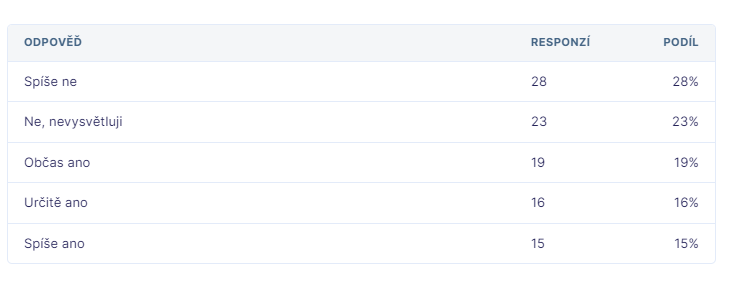 ODPOVĚĎ RESPONZÍ PODÍL
Spíše ne 28 28%
Ne, nevysvětluji 23 23%
Občas ano 19 19%
Určitě ano 16 16%
Spíše ano 15 15%